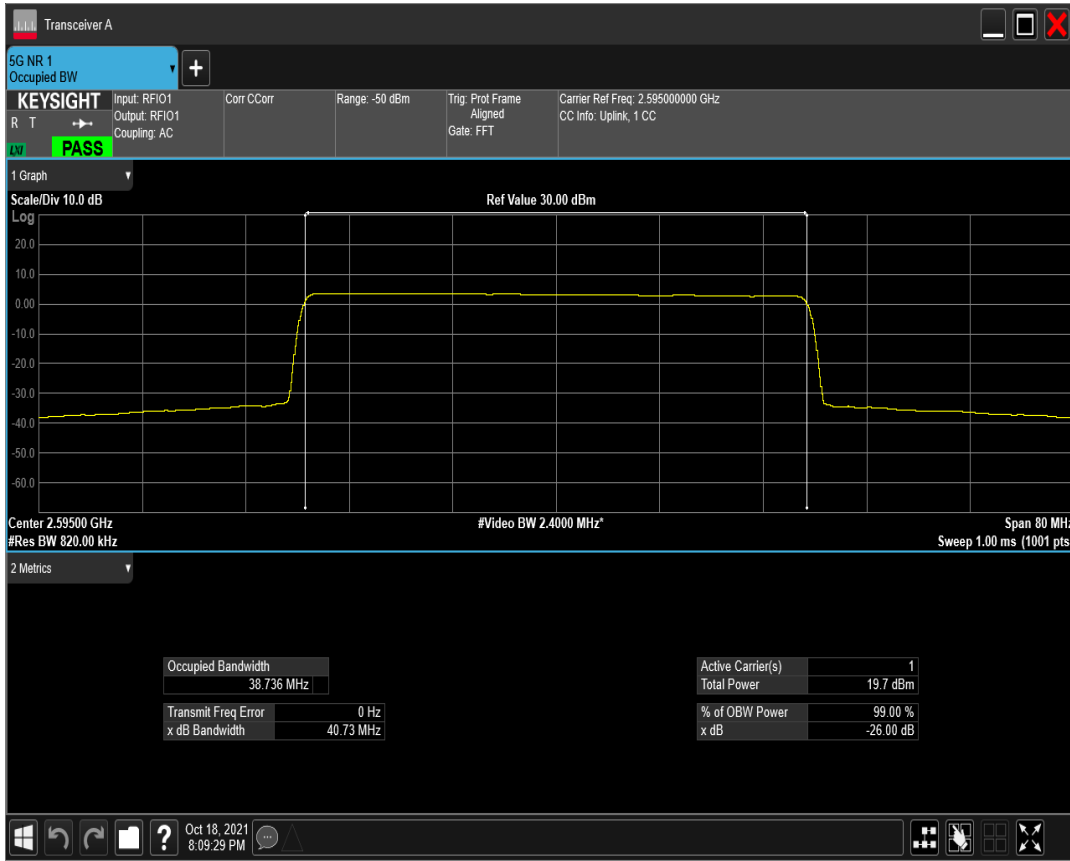 Transceiver A
5G NR 1
Occupied BW
+
KEYSIGHT
R T
LXI
PASS
Input: RFIO1
Output: RFIO1
Coupling: AC
Corr CCorr
Range: -50 dBm
Trig: Prot Frame
Aligned
Gate: FFT
Carrier Ref Freq: 2.595000000 GHz
CC Info: Uplink, 1 CC
1 Graph
Scale/Div 10.0 dB
Ref Value 30.00 dBm
Log
20.0
10.0
0.00
-10.0
-20.0
-30.0
-40.0
-50.0
-60.0
Center 2.59500 GHz
#Video BW 2.4000 MHz*
Span 80 MHz
#Res BW 820.00 kHz
Sweep 1.00 ms (1001 pts
2 Metrics
Occupied Bandwidth
38.736 MHz
Transmit Freq Error 0 Hz
x dB Bandwidth 40.73 MHz
Active Carrier(s) 1
Total Power 19.7 dBm
% of OBW Power 99.00 %
x dB -26.00 dB
?
Oct 18, 2021
8:09:29 PM